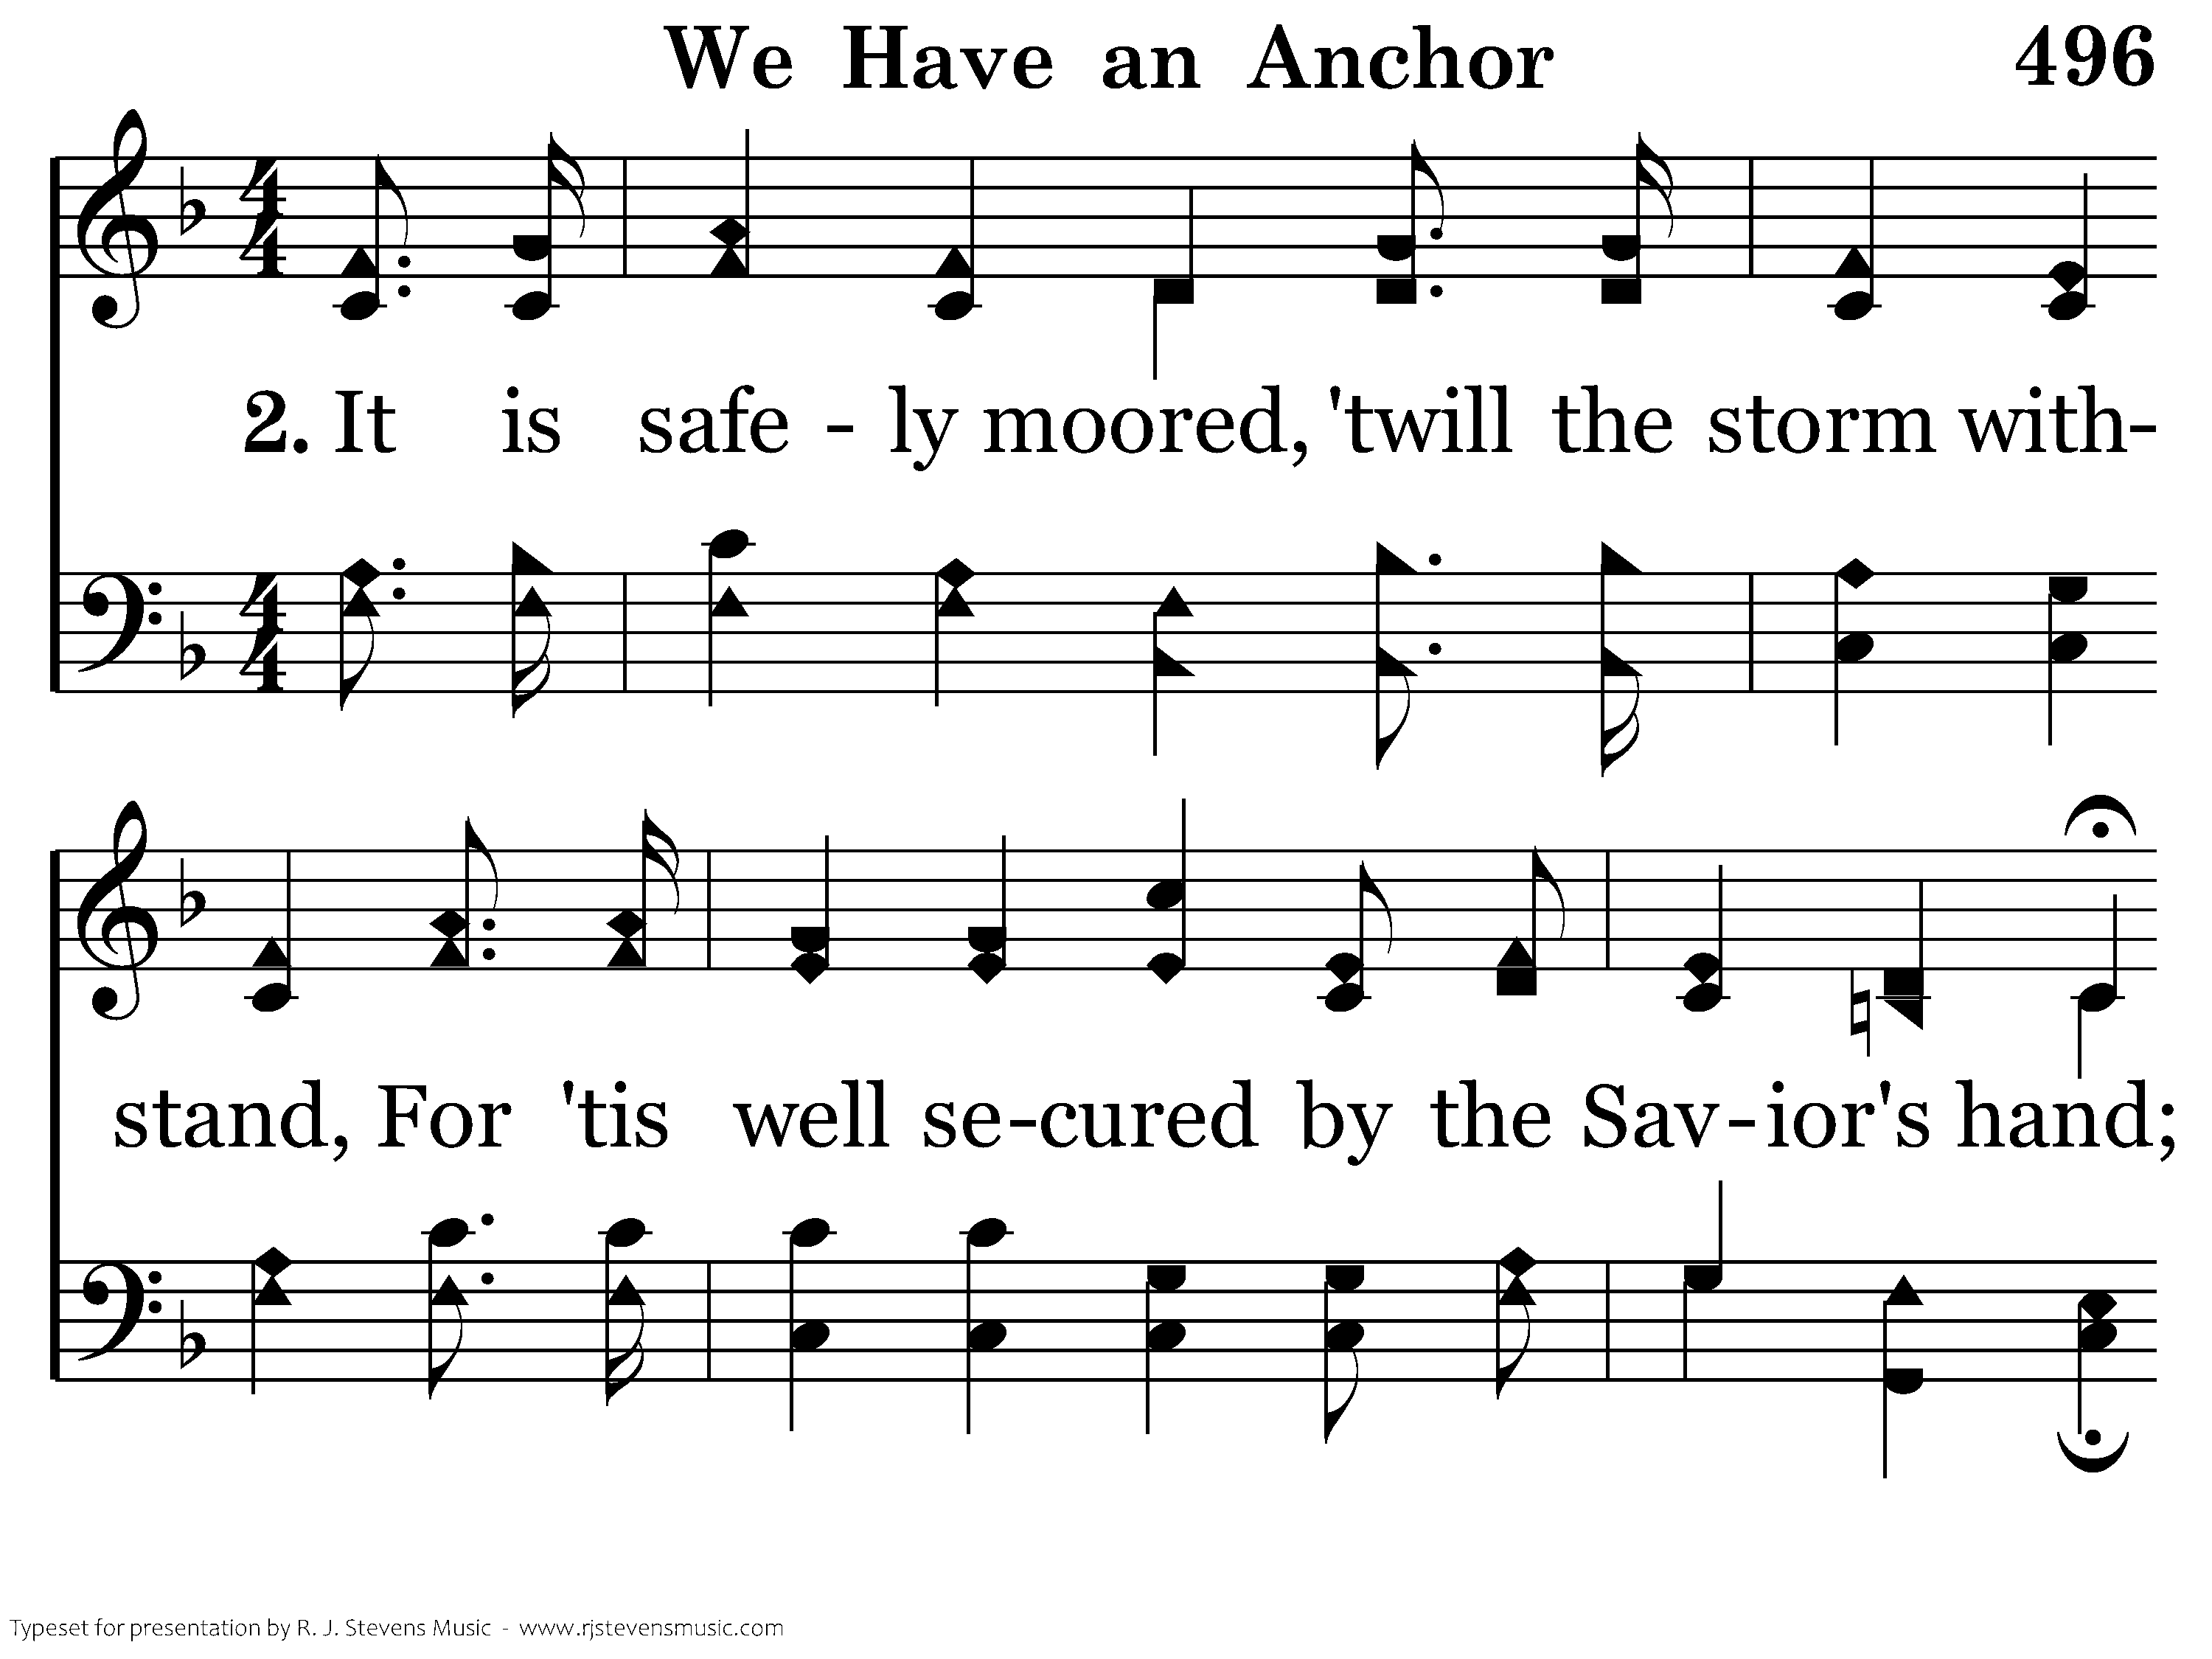 We Have an Anchor 496
2. It is safe - ly moored, 'twill the storm with-
stand, For 'tis well se-cured by the Sav-ior's hand;
Typeset for presentation by R. J. Stevens Music - www.rjstevensmusic.com